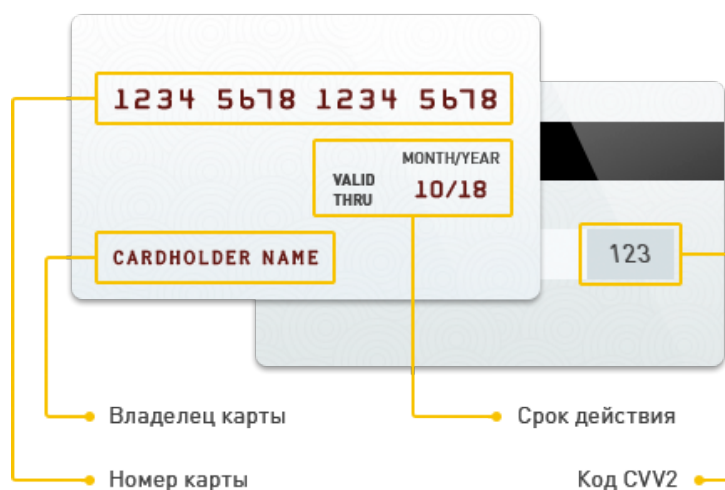 1234 5678 1234 5678
MONTH/YEAR
VALID
THRU
10/18
CARDHOLDER NAME
123
Владелец карты
Срок действия
Номер карты
Код CVV2